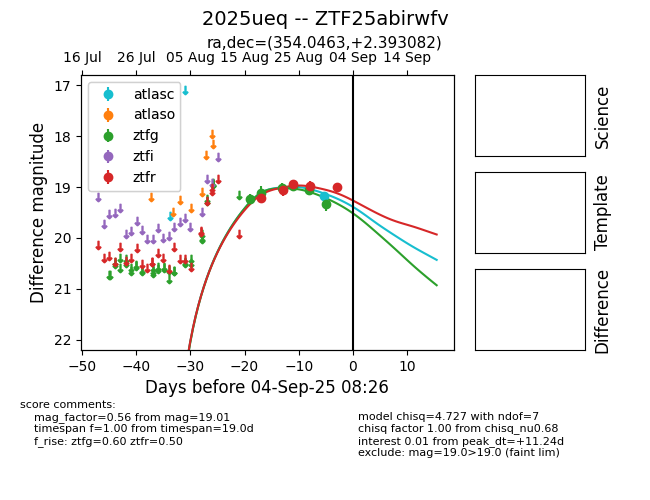 2025ueq -- ZTF25abirwfv
ra,dec=(354.0463,+2.393082)
16 Jul 26 Jul 05 Aug 15 Aug 25 Aug 04 Sep 14 Sep
atlasc
atlaso
ztfg
ztfi
ztfr
17
18
19
20
21
22
Difference magnitude
−50 −40 −30 −20 −10 0 10
Days before 04-Sep-25 08:26
Science
Template
Difference
score comments:
mag_factor=0.56 from mag=19.01
timespan f=1.00 from timespan=19.0d
f_rise: ztfg=0.60 ztfr=0.50
model chisq=4.727 with ndof=7
chisq factor 1.00 from chisq_nu0.68
interest 0.01 from peak_dt=+11.24d
exclude: mag=19.0>19.0 (faint lim)